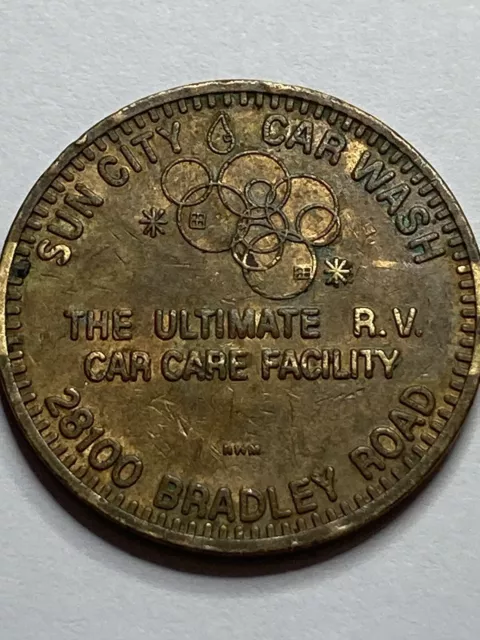 SUN CITY CAR WASH
THE ULTIMATE R.V.
CAR CARE FACILITY
28100 BRADLEY ROAD